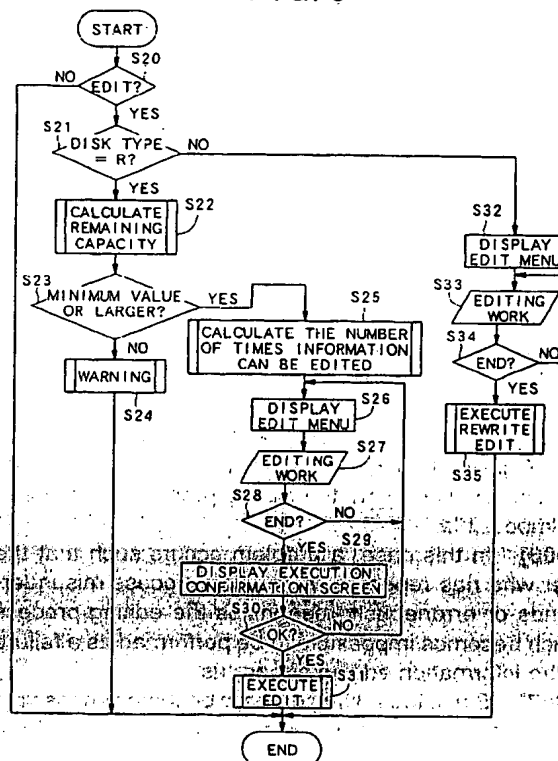 START
S20
NO
EDIT?
YES
S21
DISK TYPE
= R?
NO
YES
S22
CALCULATE
REMAINING
CAPACITY
S32
DISPLAY
EDIT MENU
S23
MINIMUM VALUE
OR LARGER?
YES
S25
S33
EDITING
WORK
CALCULATE THE NUMBER
OF TIMES INFORMATION
CAN BE EDITED
NO
S34
END?
NO
WARNING
S24
S26
DISPLAY
EDIT MENU
YES
EXECUTE
REWRITE
EDIT
S35
S27
EDITING
WORK
S28
END?
NO
YES
S29
DISPLAY EXECUTION
CONFIRMATION SCREEN
S30
OK?
NO
YES
S31
EXECUTE
EDIT
END